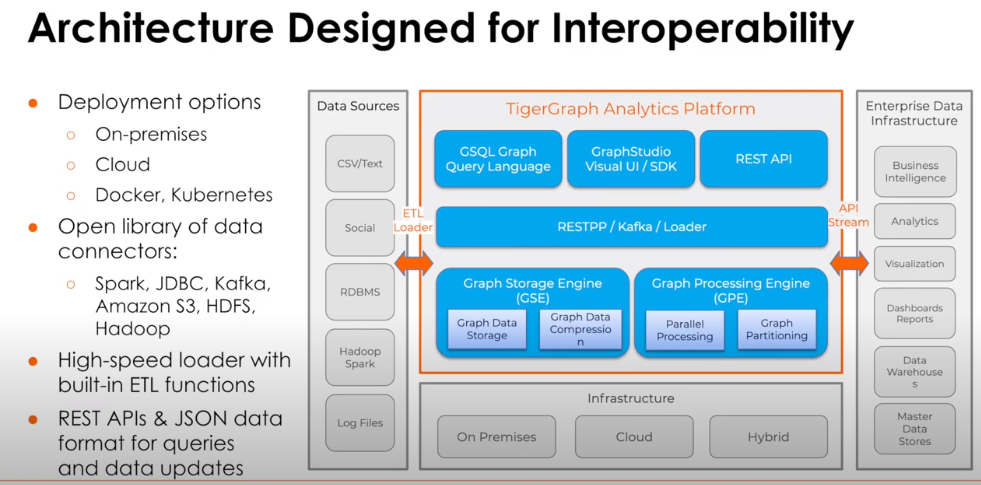 Architecture Designed for Interoperability
● Deployment options
○ On-premises
○ Cloud
○ Docker, Kubernetes
● Open library of data
connectors:
○ Spark, JDBC, Kafka,
Amazon S3, HDFS,
Hadoop
● High-speed loader with
built-in ETL functions
● REST APIs & JSON data
format for queries
and data updates
Data Sources
CSV/Text
Social
RDBMS
Hadoop
Spark
Log Files
ETL
Loader
TigerGraph Analytics Platform
GSQL Graph
Query Language
GraphStudio
Visual UI / SDK
REST API
RESTPP / Kafka / Loader
Graph Storage Engine
(GSE)
Graph Data
Storage
Graph Data
Compressio
n
Graph Processing Engine
(GPE)
Parallel
Processing
Graph
Partitioning
Infrastructure
On Premises
Cloud
Hybrid
API
Stream
Enterprise Data
Infrastructure
Business
Intelligence
Analytics
Visualization
Dashboards
Reports
Data
Warehouse
s
Master
Data
Stores